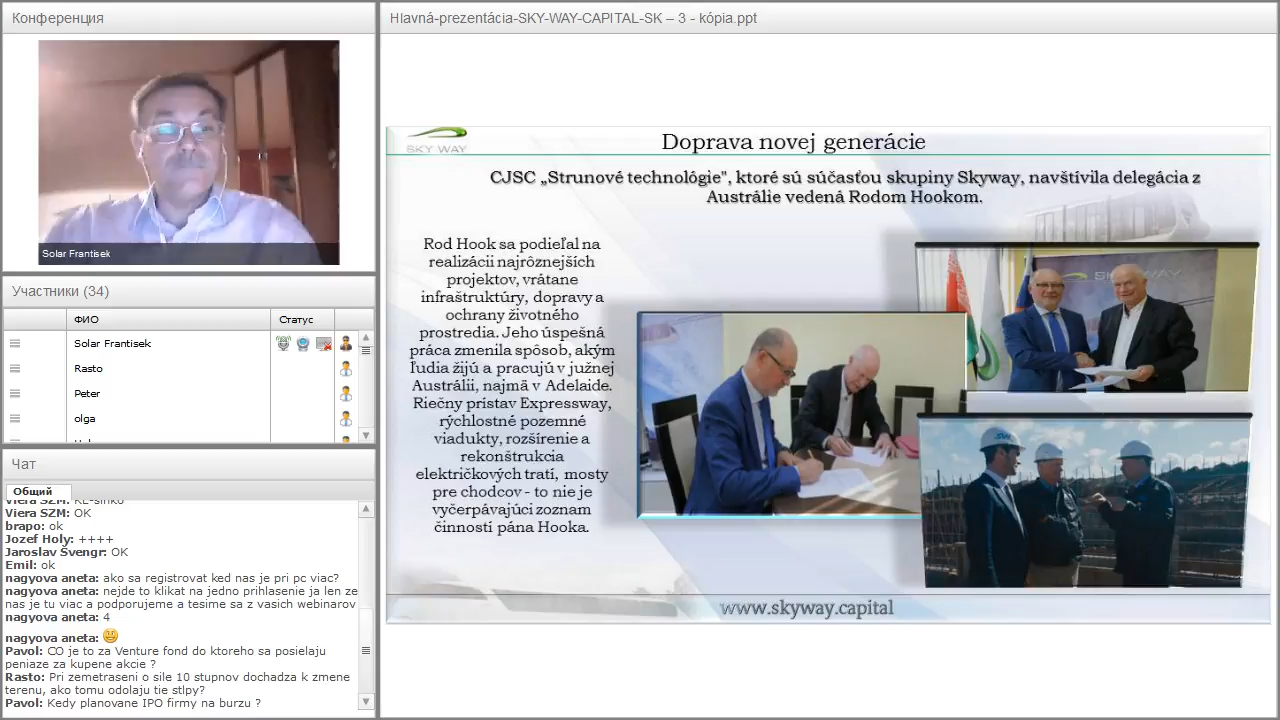 Конференция
Solar Frantisek
Участники (34)
ФИО
Статус
Solar Frantisek
Rasto
Peter
olga
Чат
Общий
Viera SZM: OK
brapo: ok
Jozef Holy: ++++
Jaroslav Švengr: OK
Emil: ok
nagyova aneta: ako sa registrovat ked nas je pri pc viac?
nagyova aneta: nejde to klikat na jedno prihlasenie ja len ze
nas je tu viac a podporujeme a tesime sa z vasich webinarov
nagyova aneta: 4
nagyova aneta:
Pavol: CO je to za Venture fond do ktoreho sa posielaju
peniaze za kupene akcie ?
Rasto: Pri zemetraseni o sile 10 stupnov dochadza k zmene
terenu, ako tomu odolaju tie stlpy?
Pavol: Kedy planovane IPO firmy na burzu ?
Hlavná-prezentácia-SKY-WAY-CAPITAL-SK – 3 - kópia.ppt
SKY WAY
Doprava novej generácie
CJSC „Strunové technológie", ktoré sú súčasťou skupiny Skyway, navštívila delegácia z
Austrálie vedená Rodom Hookom.
Rod Hook sa podieľal na
realizácii najrôznejších
projektov, vrátane
infraštruktúry, dopravy a
ochrany životného
prostredia. Jeho úspešná
práca zmenila spôsob, akým
ľudia žijú a pracujú v južnej
Austrálii, najmä v Adelaide.
Riečny prístav Expressway,
rýchlostné pozemné
viadukty, rozšírenie a
rekonštrukcia
električkových tratí, mosty
pre chodcov - to nie je
vyčerpávajúci zoznam
činností pána Hooka.
SKY WAY
SW
www.skyway.capital